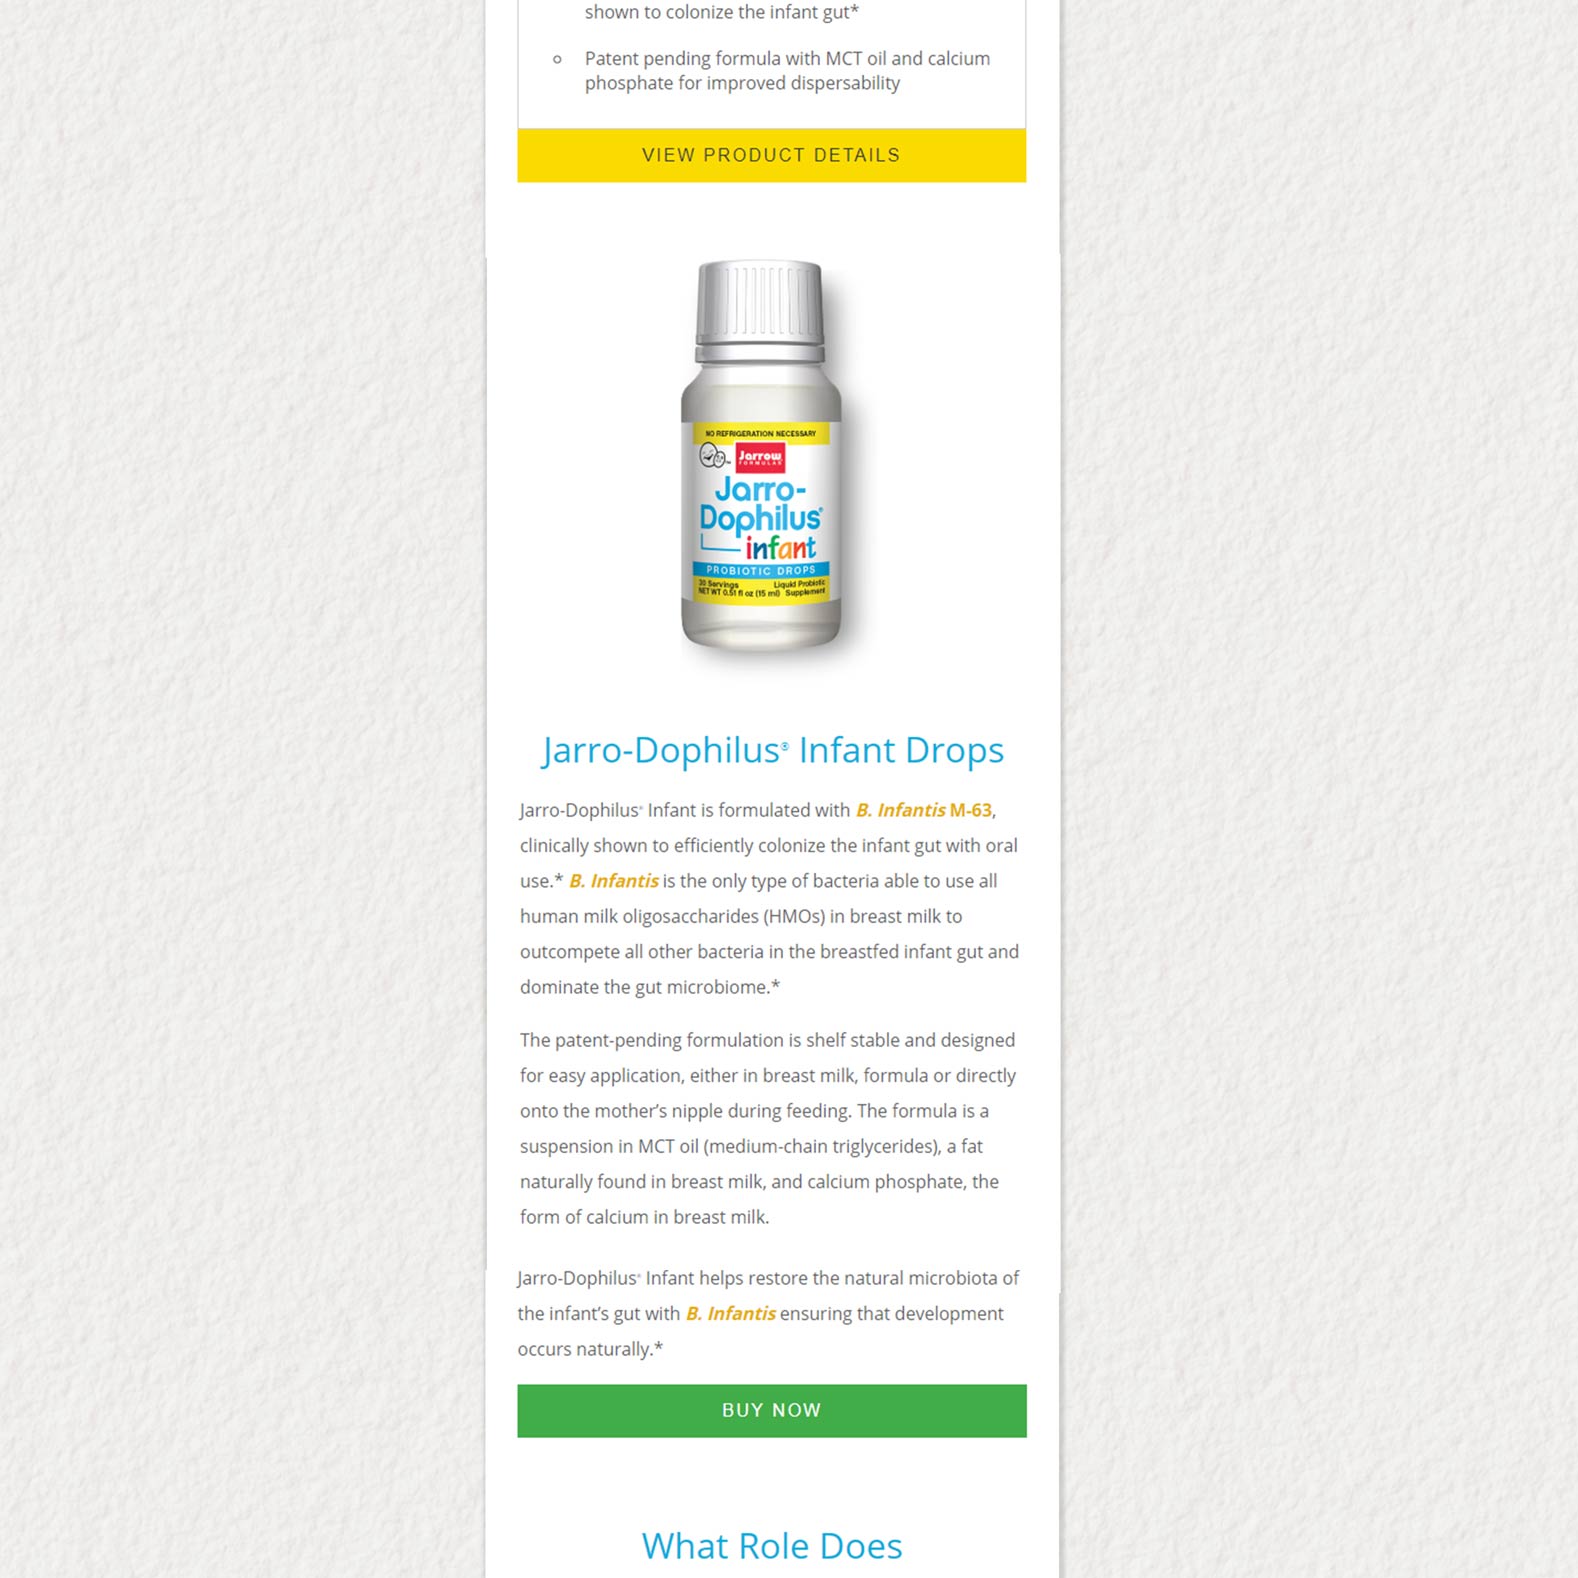 shown to colonize the infant gut*
○ Patent pending formula with MCT oil and calcium
phosphate for improved dispersability
VIEW PRODUCT DETAILS
NO REFRIGERATION NECESSARY
Jarrow
FORMULAS
Jarro-
Dophilus®
infant
PROBIOTIC DROPS
30 Servings Liquid Probiotic
NET WT 0.51 fl oz (15 ml) Supplement
Jarro-Dophilus® Infant Drops
Jarro-Dophilus® Infant is formulated with B. Infantis M-63,
clinically shown to efficiently colonize the infant gut with oral
use.* B. Infantis is the only type of bacteria able to use all
human milk oligosaccharides (HMOs) in breast milk to
outcompete all other bacteria in the breastfed infant gut and
dominate the gut microbiome.*
The patent-pending formulation is shelf stable and designed
for easy application, either in breast milk, formula or directly
onto the mother’s nipple during feeding. The formula is a
suspension in MCT oil (medium-chain triglycerides), a fat
naturally found in breast milk, and calcium phosphate, the
form of calcium in breast milk.
Jarro-Dophilus® Infant helps restore the natural microbiota of
the infant’s gut with B. Infantis ensuring that development
occurs naturally.*
BUY NOW
What Role Does